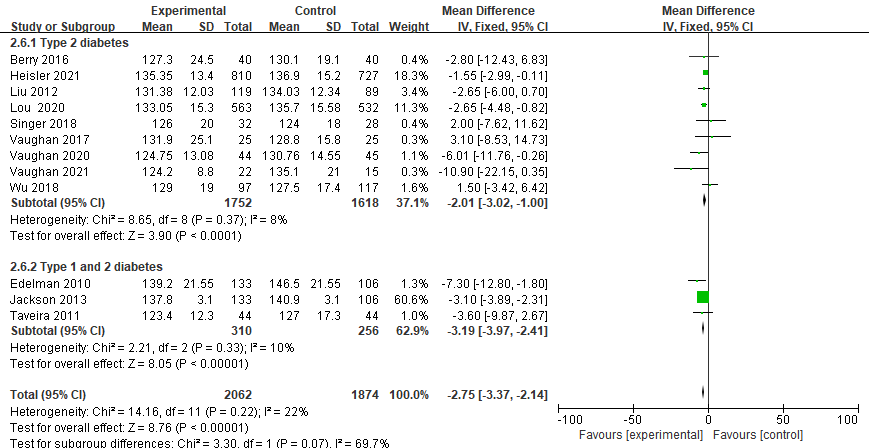 Experimental Control Mean Difference Mean Difference
Study or Subgroup Mean SD Total Mean SD Total Weight IV, Fixed, 95% CI IV, Fixed, 95% CI
2.6.1 Type 2 diabetes
Berry 2016 127.3 24.5 40 130.1 19.1 40 0.4% -2.80 [-12.43, 6.83]
Heisler 2021 135.35 13.4 810 136.9 15.2 727 18.3% -1.55 [-2.99, -0.11]
Liu 2012 131.38 12.03 119 134.03 12.34 89 3.4% -2.65 [-6.00, 0.70]
Lou 2020 133.05 15.3 563 135.7 15.58 532 11.3% -2.65 [-4.48, -0.82]
Singer 2018 126 20 32 124 18 28 0.4% 2.00 [-7.62, 11.62]
Vaughan 2017 131.9 25.1 25 128.8 15.8 25 0.3% 3.10 [-8.53, 14.73]
Vaughan 2020 124.75 13.08 44 130.76 14.55 45 1.1% -6.01 [-11.76, -0.26]
Vaughan 2021 124.2 8.8 22 135.1 21 15 0.3% -10.90 [-22.15, 0.35]
Wu 2018 129 19 97 127.5 17.4 117 1.6% 1.50 [-3.42, 6.42]
Subtotal (95% CI) 1752 1618 37.1% -2.01 [-3.02, -1.00]
Heterogeneity: Chi² = 8.65, df = 8 (P = 0.37); I² = 8%
Test for overall effect: Z = 3.90 (P < 0.0001)
2.6.2 Type 1 and 2 diabetes
Edelman 2010 139.2 21.55 133 146.5 21.55 106 1.3% -7.30 [-12.80, -1.80]
Jackson 2013 137.8 3.1 133 140.9 3.1 106 60.6% -3.10 [-3.89, -2.31]
Taveira 2011 123.4 12.3 44 127 17.3 44 1.0% -3.60 [-9.87, 2.67]
Subtotal (95% CI) 310 256 62.9% -3.19 [-3.97, -2.41]
Heterogeneity: Chi² = 2.21, df = 2 (P = 0.33); I² = 10%
Test for overall effect: Z = 8.05 (P < 0.00001)
Total (95% CI) 2062 1874 100.0% -2.75 [-3.37, -2.14]
Heterogeneity: Chi² = 14.16, df = 11 (P = 0.22); I² = 22%
Test for overall effect: Z = 8.76 (P < 0.00001)
Test for subgroup differences: Chi² = 3.30, df = 1 (P = 0.07), I² = 69.7%
-100 -50 0 50 100
Favours [experimental] Favours [control]